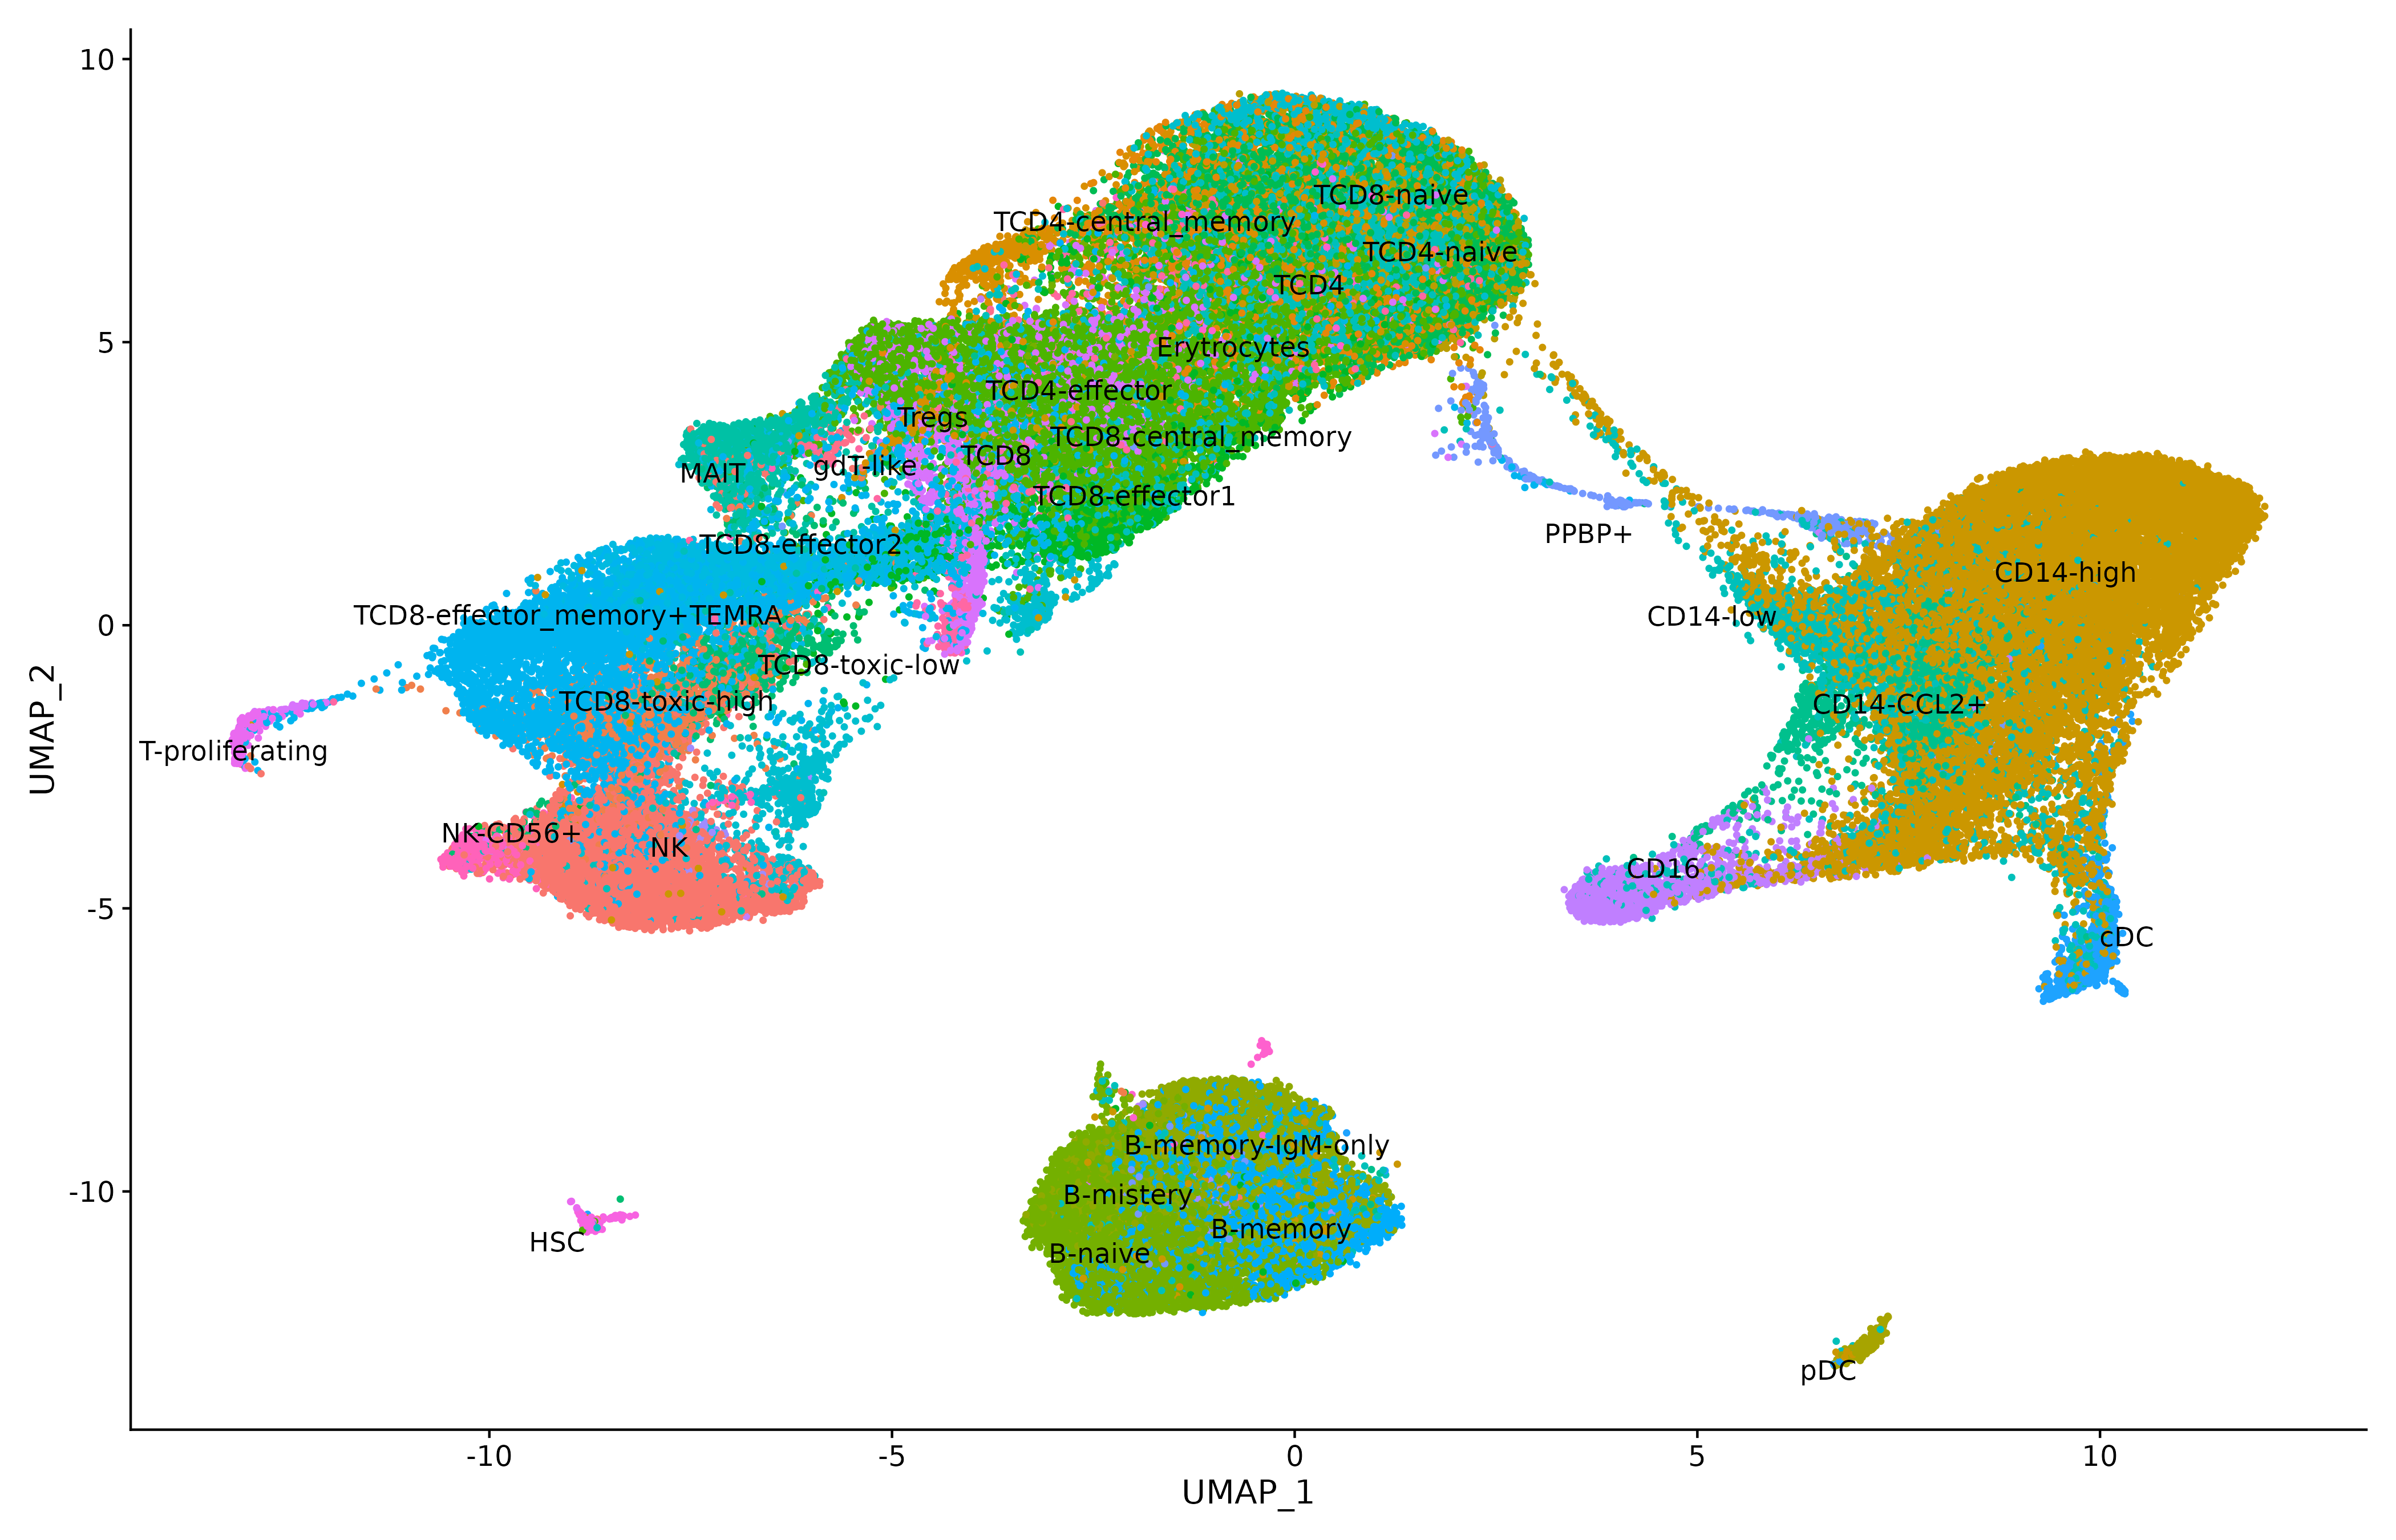 10
5
0
-5
-10
UMAP_2
TCD8-naive
TCD4-central_memory
TCD4-naive
TCD4
Erytrocytes
TCD4-effector
Tregs
TCD8-central_memory
TCD8
gdT-like
MAIT
TCD8-effector1
PPBP+
TCD8-effector2
CD14-high
TCD8-effector_memory+TEMRA
CD14-low
TCD8-toxic-low
TCD8-toxic-high
CD14-CCL2+
T-proliferating
NK-CD56+
NK
CD16
cDC
B-memory-IgM-only
B-mistery
B-memory
HSC
B-naive
pDC
-10
-5
0
5
10
UMAP_1